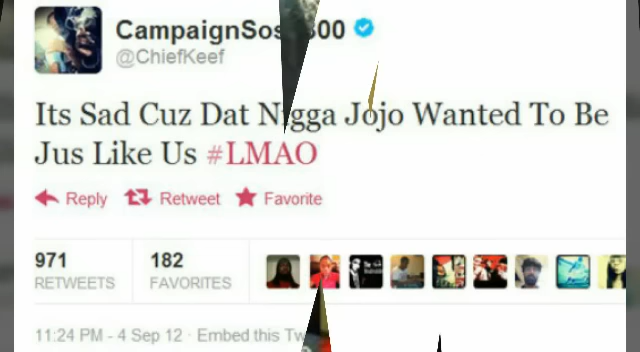 CampaignSos 300
@ChiefKeef
Its Sad Cuz Dat Nigga Jojo Wanted To Be
Jus Like Us #LMAO
Reply Retweet Favorite
971 182
RETWEETS FAVORITES
11:24 PM - 4 Sep 12 · Embed this Tw